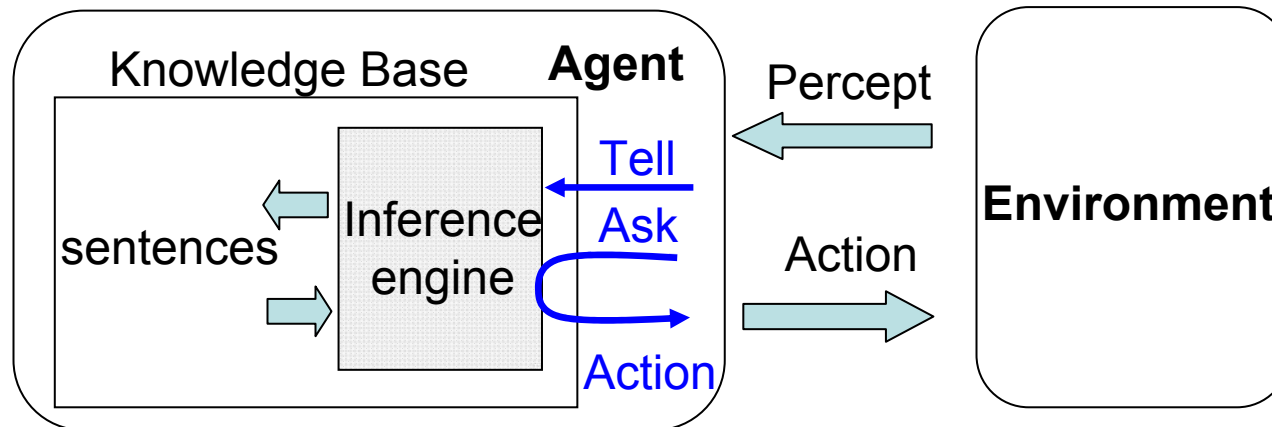 Knowledge Base
Agent
Percept
Tell
Ask
Inference
engine
sentences
Action
Action
Environment